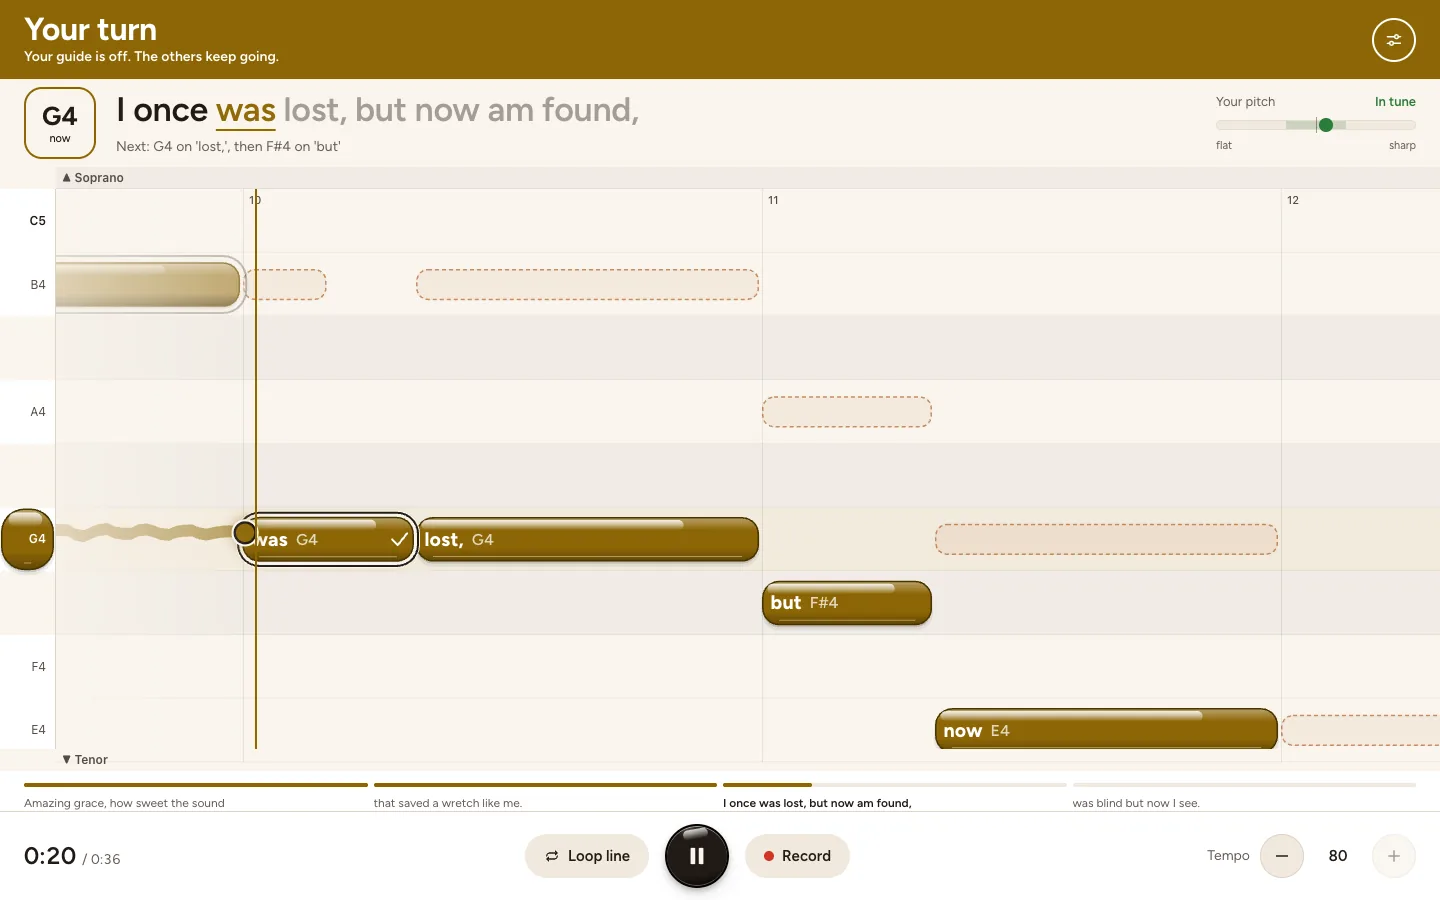 Your turn
Your guide is off. The others keep going.
G4
now
I once was lost, but now am found,
Next: G4 on 'lost,', then F#4 on 'but'
Your pitch
In tune
flat
sharp
▲ Soprano
10
11
12
C5
B4
A4
G4
was G4
lost, G4
but F#4
F4
E4
now E4
▼ Tenor
Amazing grace, how sweet the sound
that saved a wretch like me.
I once was lost, but now am found,
was blind but now I see.
0:20 / 0:36
Loop line
Record
Tempo
80